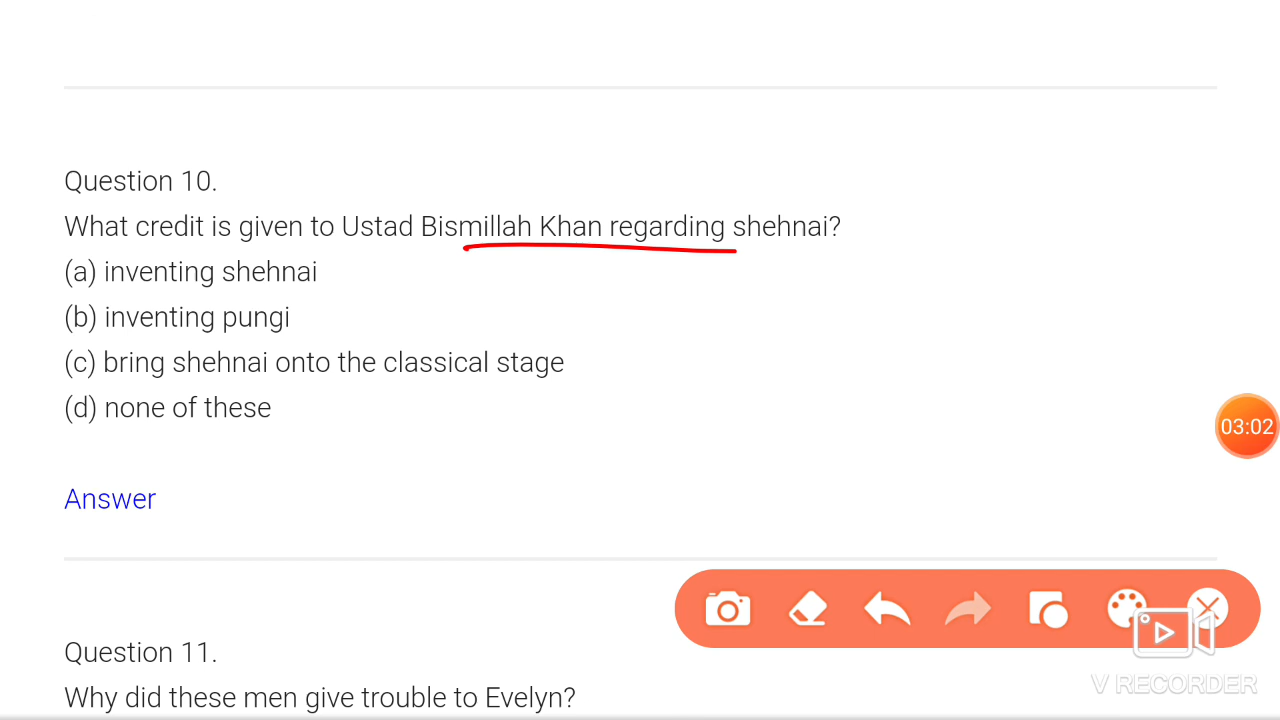 Question 10.
What credit is given to Ustad Bismillah Khan regarding shehnai?
(a) inventing shehnai
(b) inventing pungi
(c) bring shehnai onto the classical stage
(d) none of these
03:02
Answer
Question 11.
V RECORDER
Why did these men give trouble to Evelyn?